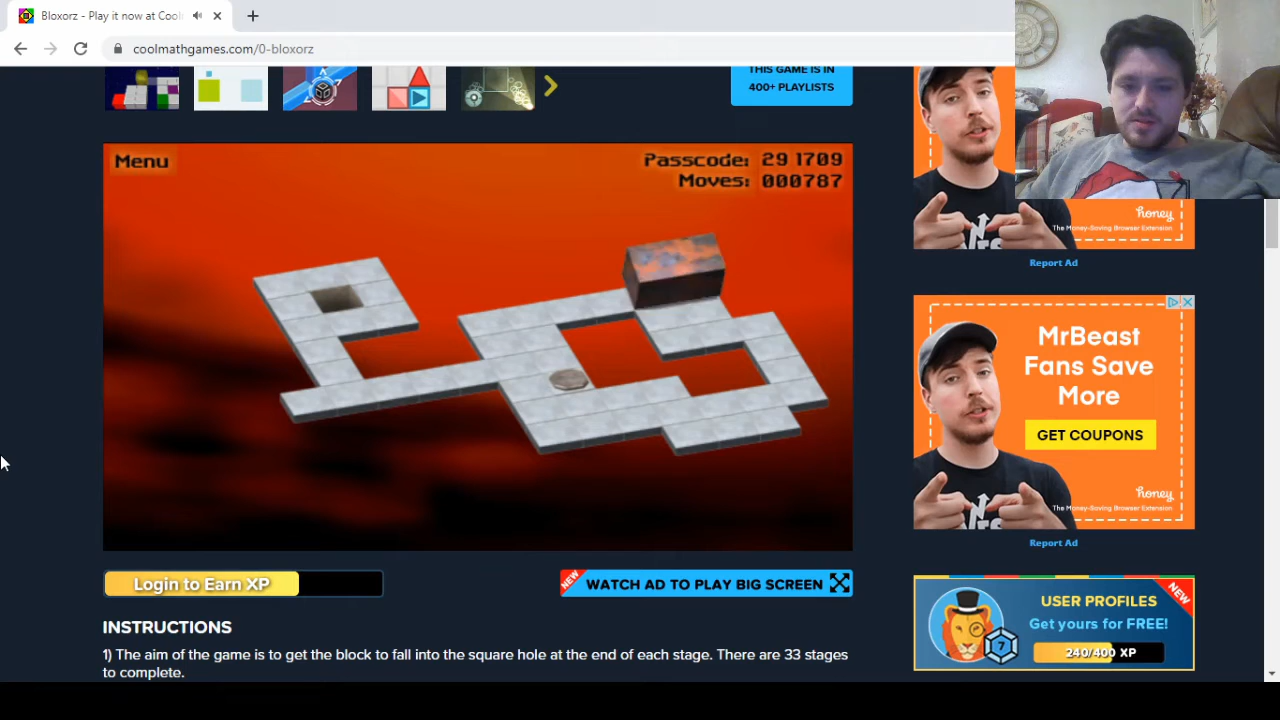 Bloxorz - Play it now at Cool
coolmathgames.com/0-bloxorz
THIS GAME IS IN
400+ PLAYLISTS
Menu
Passcode: 291709
Moves: 000787
honey
The Money-Saving Browser Extension
Report Ad
MrBeast
Fans Save
More
GET COUPONS
honey
The Money-Saving Browser Extension
Report Ad
Login to Earn XP
NEW
WATCH AD TO PLAY BIG SCREEN
NEW
USER PROFILES
Get yours for FREE!
7
240/400 XP
INSTRUCTIONS
1) The aim of the game is to get the block to fall into the square hole at the end of each stage. There are 33 stages
to complete.